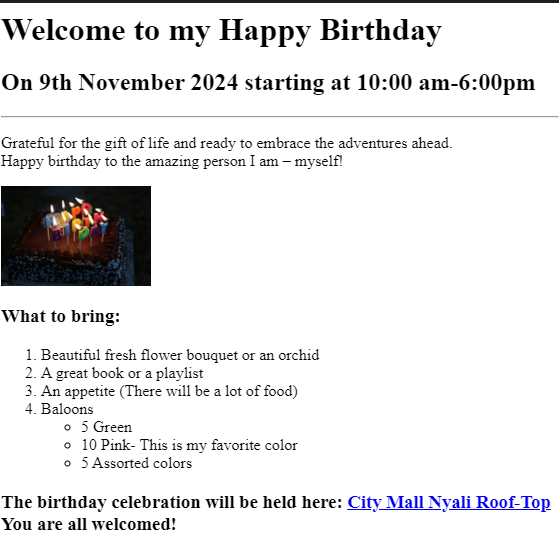 Welcome to my Happy Birthday
On 9th November 2024 starting at 10:00 am-6:00pm
Grateful for the gift of life and ready to embrace the adventures ahead.
Happy birthday to the amazing person I am – myself!
What to bring:
1. Beautiful fresh flower bouquet or an orchid
2. A great book or a playlist
3. An appetite (There will be a lot of food)
4. Baloons
5 Green
10 Pink- This is my favorite color
5 Assorted colors
The birthday celebration will be held here: City Mall Nyali Roof-Top
You are all welcomed!